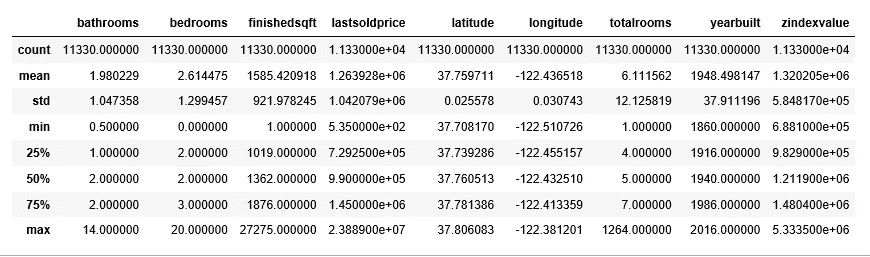 bathrooms bedrooms finishedsqft lastsoldprice latitude longitude totalrooms yearbuilt zindexvalue
count 11330.000000 11330.000000 11330.000000 1.133000e+04 11330.000000 11330.000000 11330.000000 11330.000000 1.133000e+04
mean 1.980229 2.614475 1585.420918 1.263928e+06 37.759711 -122.436518 6.111562 1948.498147 1.320205e+06
std 1.047358 1.299457 921.978245 1.042079e+06 0.025578 0.030743 12.125819 37.911196 5.848170e+05
min 0.500000 0.000000 1.000000 5.350000e+02 37.708170 -122.510726 1.000000 1860.000000 6.881000e+05
25% 1.000000 2.000000 1019.000000 7.292500e+05 37.739286 -122.455157 4.000000 1916.000000 9.829000e+05
50% 2.000000 2.000000 1362.000000 9.900000e+05 37.760513 -122.432510 5.000000 1940.000000 1.211900e+06
75% 2.000000 3.000000 1876.000000 1.450000e+06 37.781386 -122.413359 7.000000 1986.000000 1.480400e+06
max 14.000000 20.000000 27275.000000 2.388900e+07 37.806083 -122.381201 1264.000000 2016.000000 5.333500e+06